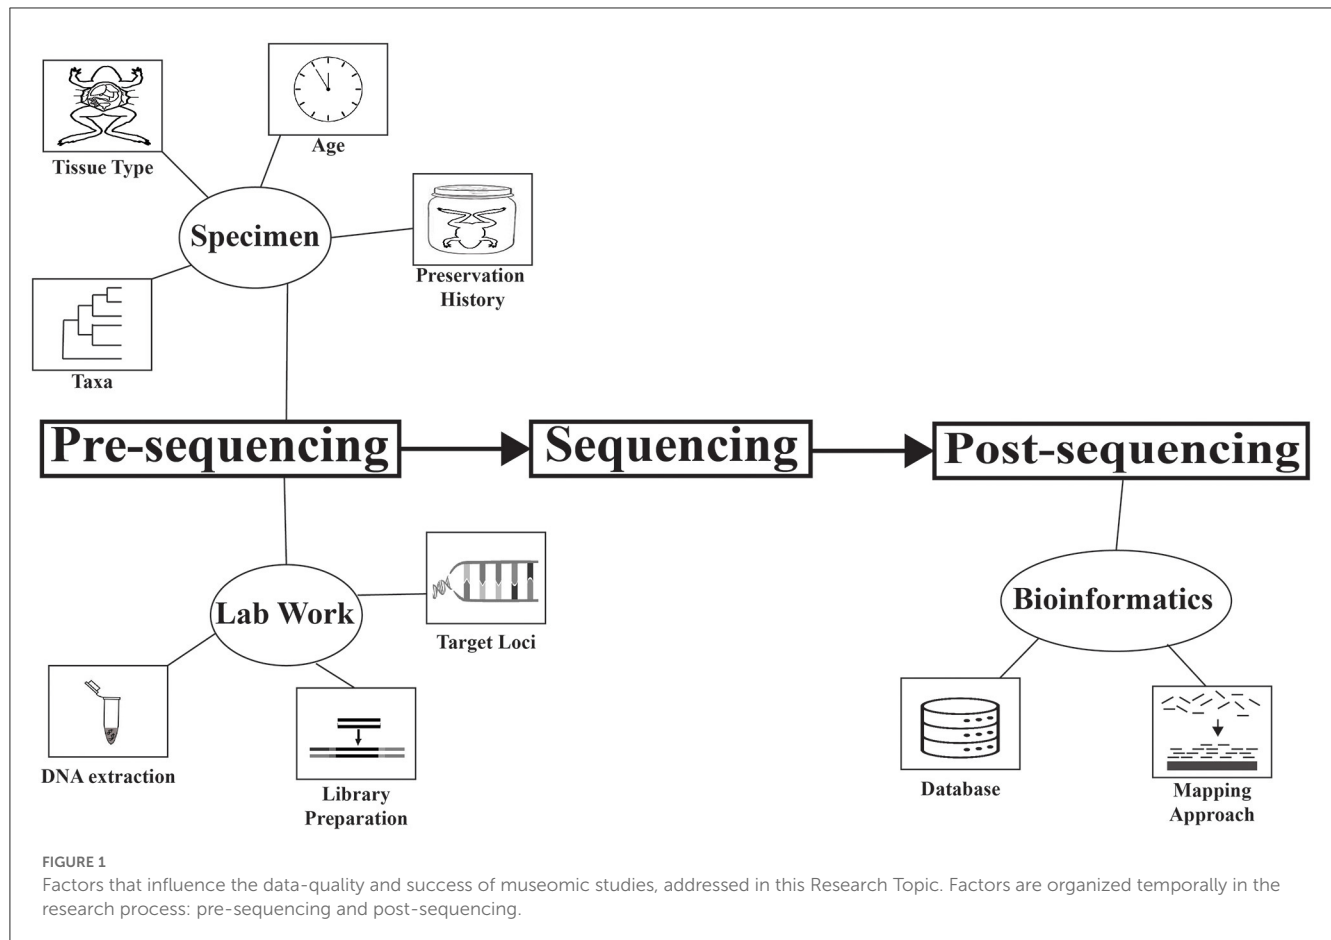 Tissue Type
Age
Specimen
Preservation
History
Taxa
Pre-sequencing
Sequencing
Post-sequencing
Lab Work
Target Loci
DNA extraction
Library
Preparation
Bioinformatics
Database
Mapping
Approach
FIGURE 1
Factors that influence the data-quality and success of museomic studies, addressed in this Research Topic. Factors are organized temporally in the
research process: pre-sequencing and post-sequencing.